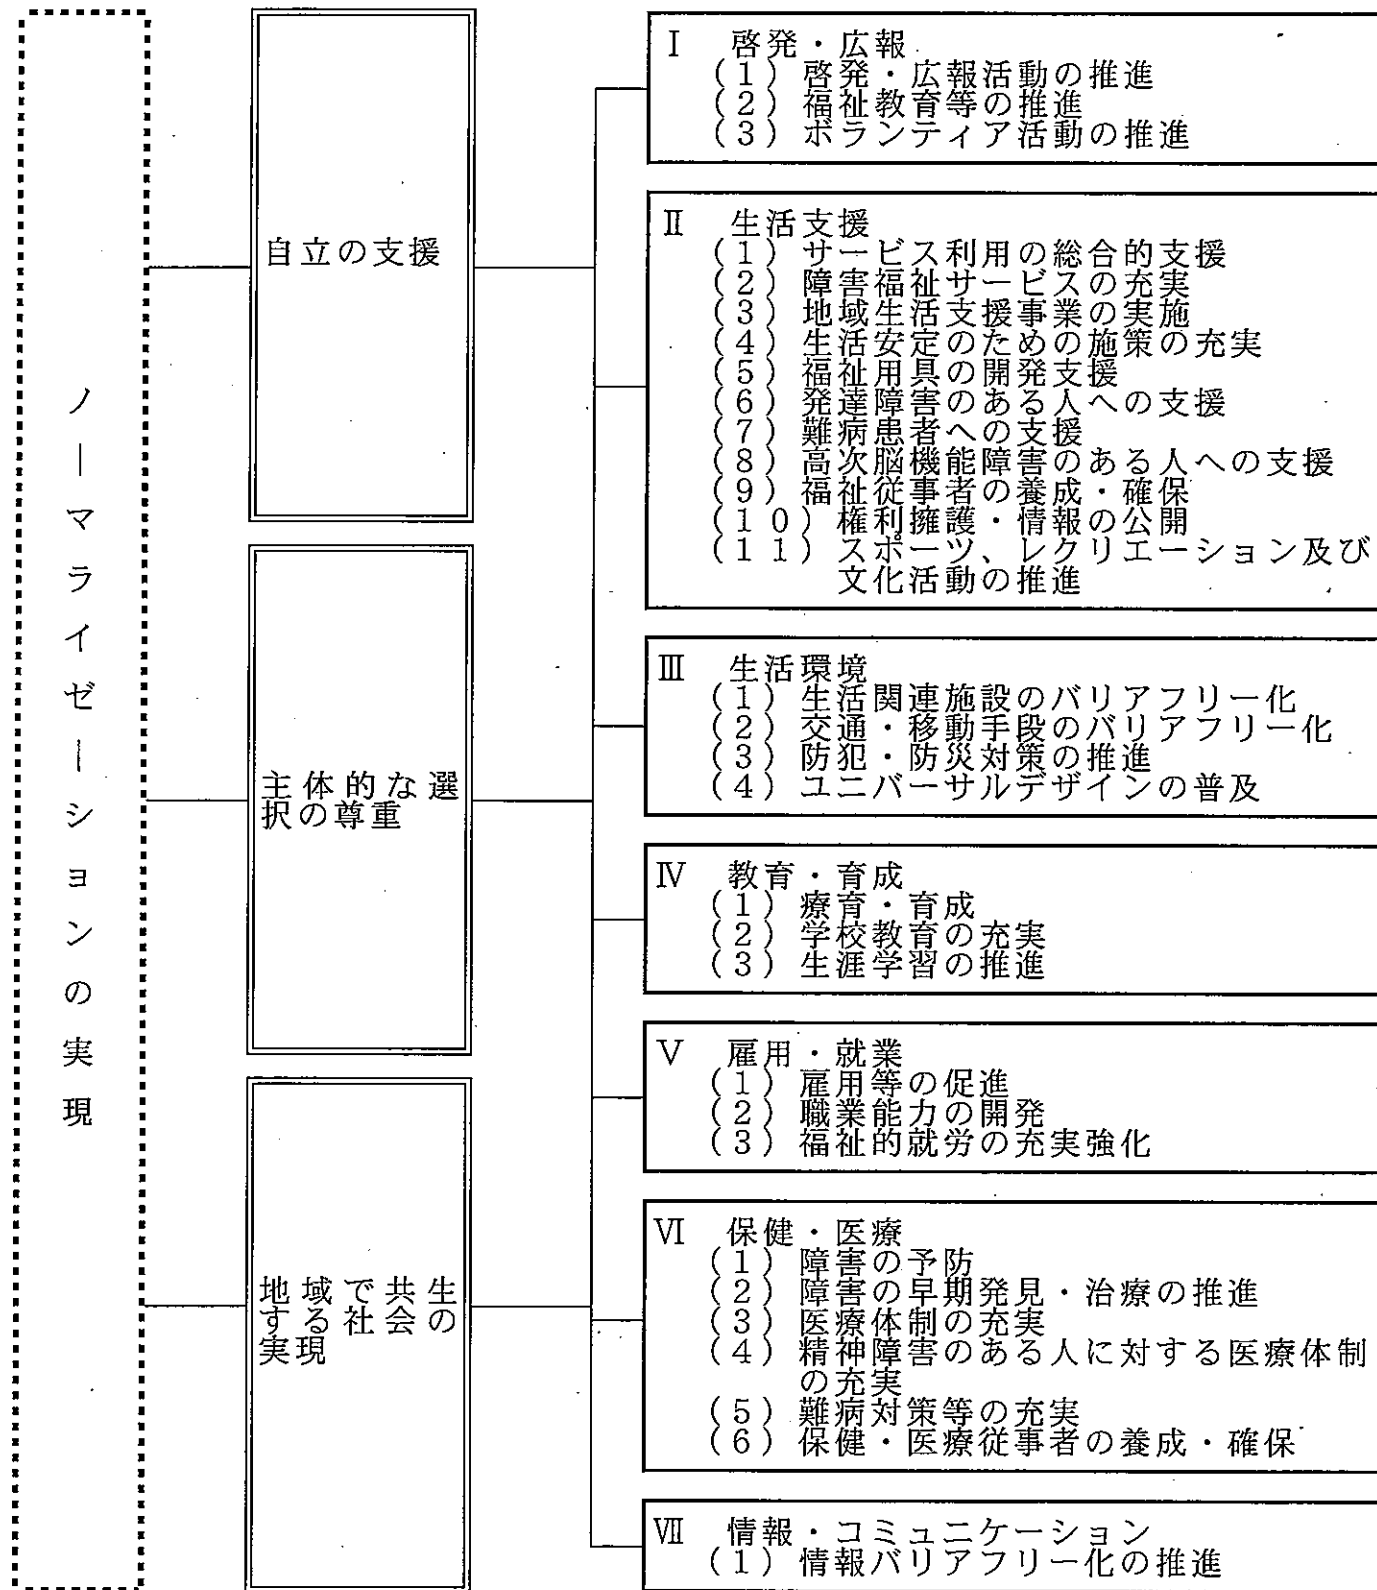 ノーマライゼーションの実現
自立の支援
主体的な選
択の尊重
地域で共生
する社会の
実現
Ⅰ 啓発・広報
(1)啓発・広報活動の推進
(2)福祉教育等の推進
(3)ボランティア活動の推進
Ⅱ 生活支援
(1)サービス利用の総合的支援
(2)障害福祉サービスの充実
(3)地域生活支援事業の実施
(4)生活安定のための施策の充実
(5)福祉用具の開発支援
(6)発達障害のある人への支援
(7)難病患者への支援
(8)高次脳機能障害のある人への支援
(9)福祉従事者の養成・確保
(10)権利擁護・情報の公開
(11)スポーツ、レクリエーション及び
文化活動の推進
Ⅲ 生活環境
(1)生活関連施設のバリアフリー化
(2)交通・移動手段のバリアフリー化
(3)防犯・防災対策の推進
(4)ユニバーサルデザインの普及
Ⅳ 教育・育成
(1)療育・育成
(2)学校教育の充実
(3)生涯学習の推進
Ⅴ 雇用・就業
(1)雇用等の促進
(2)職業能力の開発
(3)福祉的就労の充実強化
Ⅵ 保健・医療
(1)障害の予防
(2)障害の早期発見・治療の推進
(3)医療体制の充実
(4)精神障害のある人に対する医療体制
の充実
(5)難病対策等の充実
(6)保健・医療従事者の養成・確保
Ⅶ 情報・コミュニケーション
(1)情報バリアフリー化の推進